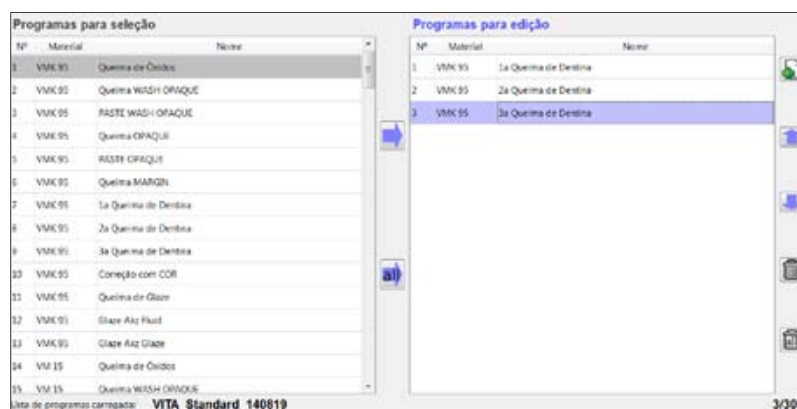 Programas para seleção
Nº Material Nome
1 VMK 95 Queima de Óxidos
2 VMK 95 Queima WASH OPAQUE
3 VMK 95 PASTE WASH OPAQUE
4 VMK 95 Queima OPAQUE
5 VMK 95 PASTE OPAQUE
6 VMK 95 Queima MARGIN
7 VMK 95 1a Queima de Dentina
8 VMK 95 2a Queima de Dentina
9 VMK 95 3a Queima de Dentina
10 VMK 95 Correção com COR
11 VMK 95 Queima de Glaze
12 VMK 95 Glaze Akz Fluid
13 VMK 95 Glaze Akz Glaze
14 VM 15 Queima de Óxidos
15 VM 15 Queima WASH OPAQUE
Lista de programas carregada: VITA_Standard_140819
all
Programas para edição
Nº Material Nome
1 VMK 95 1a Queima de Dentina
2 VMK 95 2a Queima de Dentina
3 VMK 95 3a Queima de Dentina
3/30